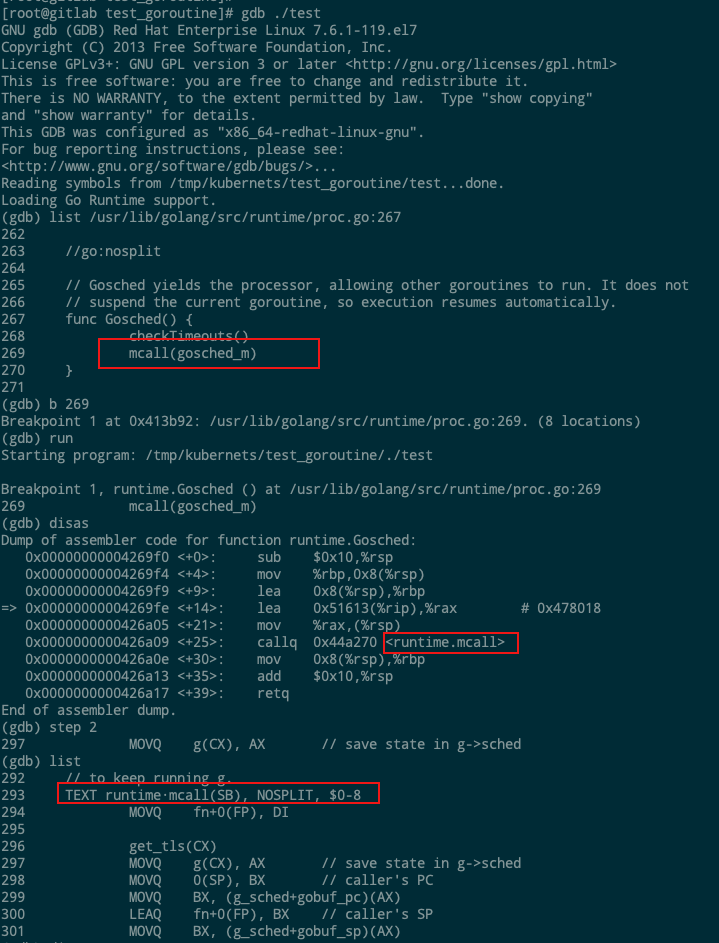 [root@gitlab test_goroutine]# gdb ./test
GNU gdb (GDB) Red Hat Enterprise Linux 7.6.1-119.el7
Copyright (C) 2013 Free Software Foundation, Inc.
License GPLv3+: GNU GPL version 3 or later <http://gnu.org/licenses/gpl.html>
This is free software: you are free to change and redistribute it.
There is NO WARRANTY, to the extent permitted by law.  Type "show copying"
and "show warranty" for details.
This GDB was configured as "x86_64-redhat-linux-gnu".
For bug reporting instructions, please see:
<http://www.gnu.org/software/gdb/bugs/>...
Reading symbols from /tmp/kubernets/test_goroutine/test...done.
Loading Go Runtime support.
(gdb) list /usr/lib/golang/src/runtime/proc.go:267
262
263     //go:nosplit
264
265     // Gosched yields the processor, allowing other goroutines to run. It does not
266     // suspend the current goroutine, so execution resumes automatically.
267     func Gosched() {
268             checkTimeouts()
269             mcall(gosched_m)
270     }
271
(gdb) b 269
Breakpoint 1 at 0x413b92: /usr/lib/golang/src/runtime/proc.go:269. (8 locations)
(gdb) run
Starting program: /tmp/kubernets/test_goroutine/./test
Breakpoint 1, runtime.Gosched () at /usr/lib/golang/src/runtime/proc.go:269
269             mcall(gosched_m)
(gdb) disas
Dump of assembler code for function runtime.Gosched:
   0x00000000004269f0 <+0>:     sub    $0x10,%rsp
   0x00000000004269f4 <+4>:     mov    %rbp,0x8(%rsp)
   0x00000000004269f9 <+9>:     lea    0x8(%rsp),%rbp
=> 0x00000000004269fe <+14>:    lea    0x51613(%rip),%rax        # 0x478018
   0x0000000000426a05 <+21>:    mov    %rax,(%rsp)
   0x0000000000426a09 <+25>:    callq  0x44a270 <runtime.mcall>
   0x0000000000426a0e <+30>:    mov    0x8(%rsp),%rbp
   0x0000000000426a13 <+35>:    add    $0x10,%rsp
   0x0000000000426a17 <+39>:    retq
End of assembler dump.
(gdb) step 2
297             MOVQ    g(CX), AX       // save state in g->sched
(gdb) list
292     // to keep running g.
293     TEXT runtime·mcall(SB), NOSPLIT, $0-8
294             MOVQ    fn+0(FP), DI
295
296             get_tls(CX)
297             MOVQ    g(CX), AX       // save state in g->sched
298             MOVQ    0(SP), BX       // caller's PC
299             MOVQ    BX, (g_sched+gobuf_pc)(AX)
300             LEAQ    fn+0(FP), BX    // caller's SP
301             MOVQ    BX, (g_sched+gobuf_sp)(AX)